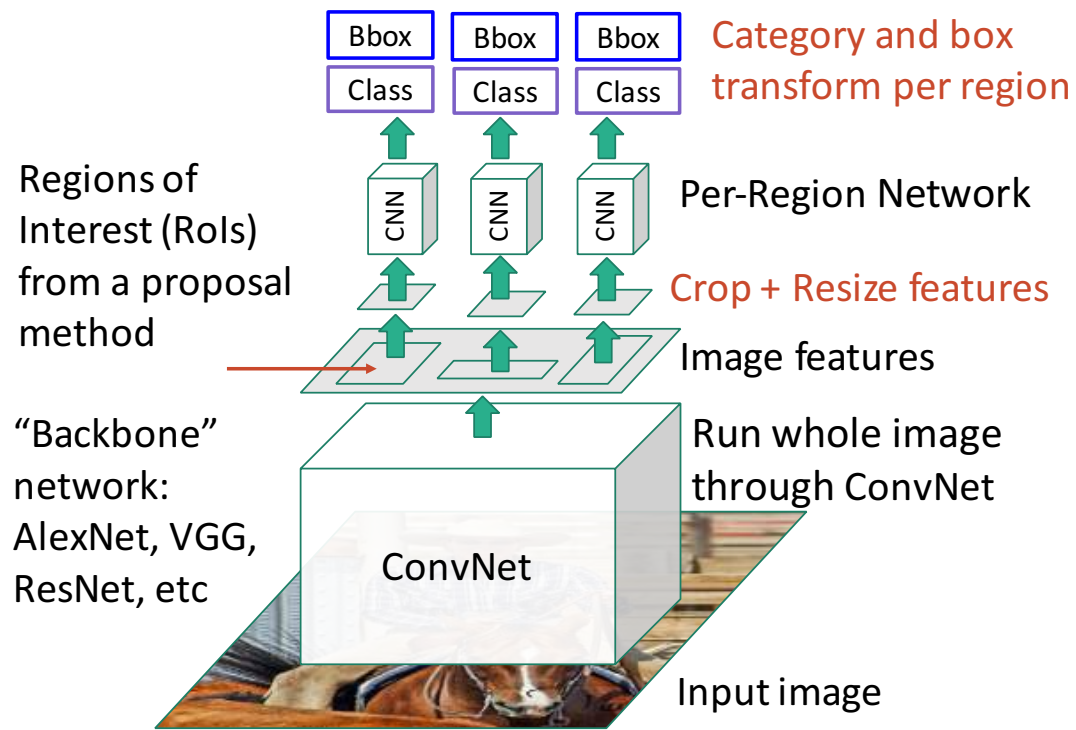 Bbox
Bbox
Bbox
Class
Class
Class
Category and box
transform per region
Regions of
Interest (RoIs)
from a proposal
method
CNN
CNN
CNN
Per-Region Network
Crop + Resize features
Image features
“Backbone”
network:
AlexNet, VGG,
ResNet, etc
Run whole image
through ConvNet
ConvNet
Input image